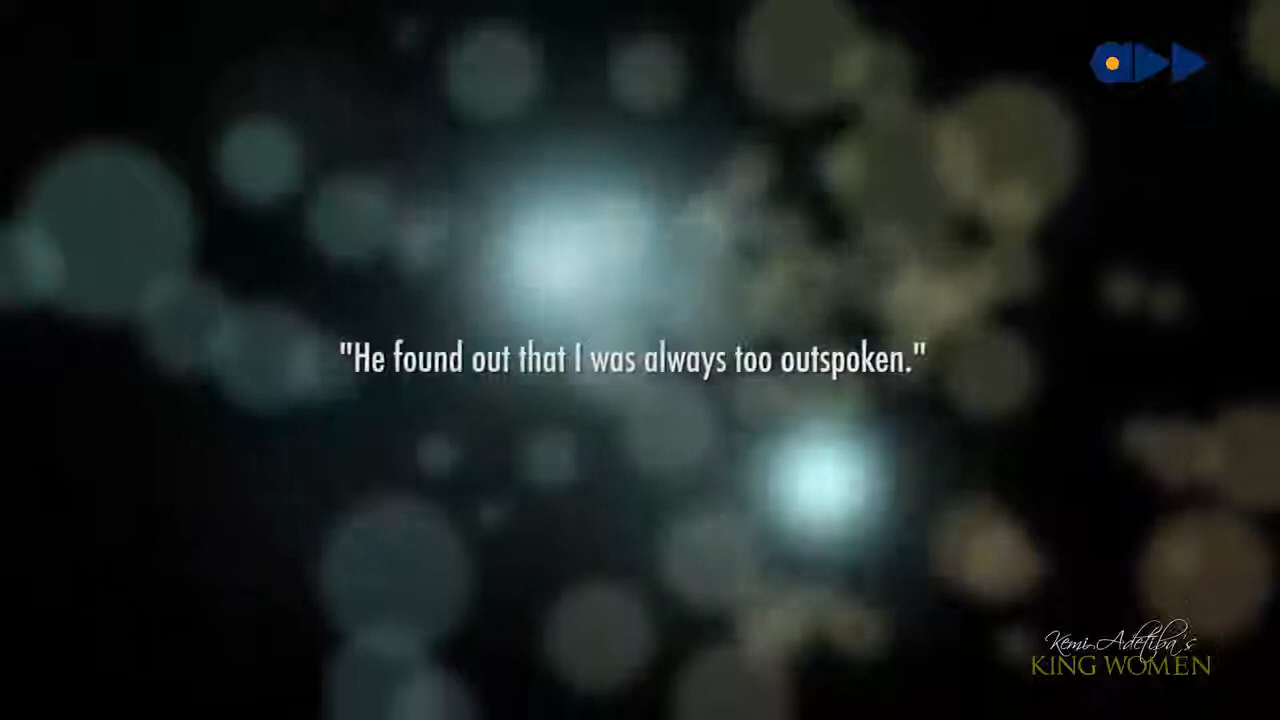 "He found out that I was always too outspoken."
Kemi Adetiba's
KING WOMEN